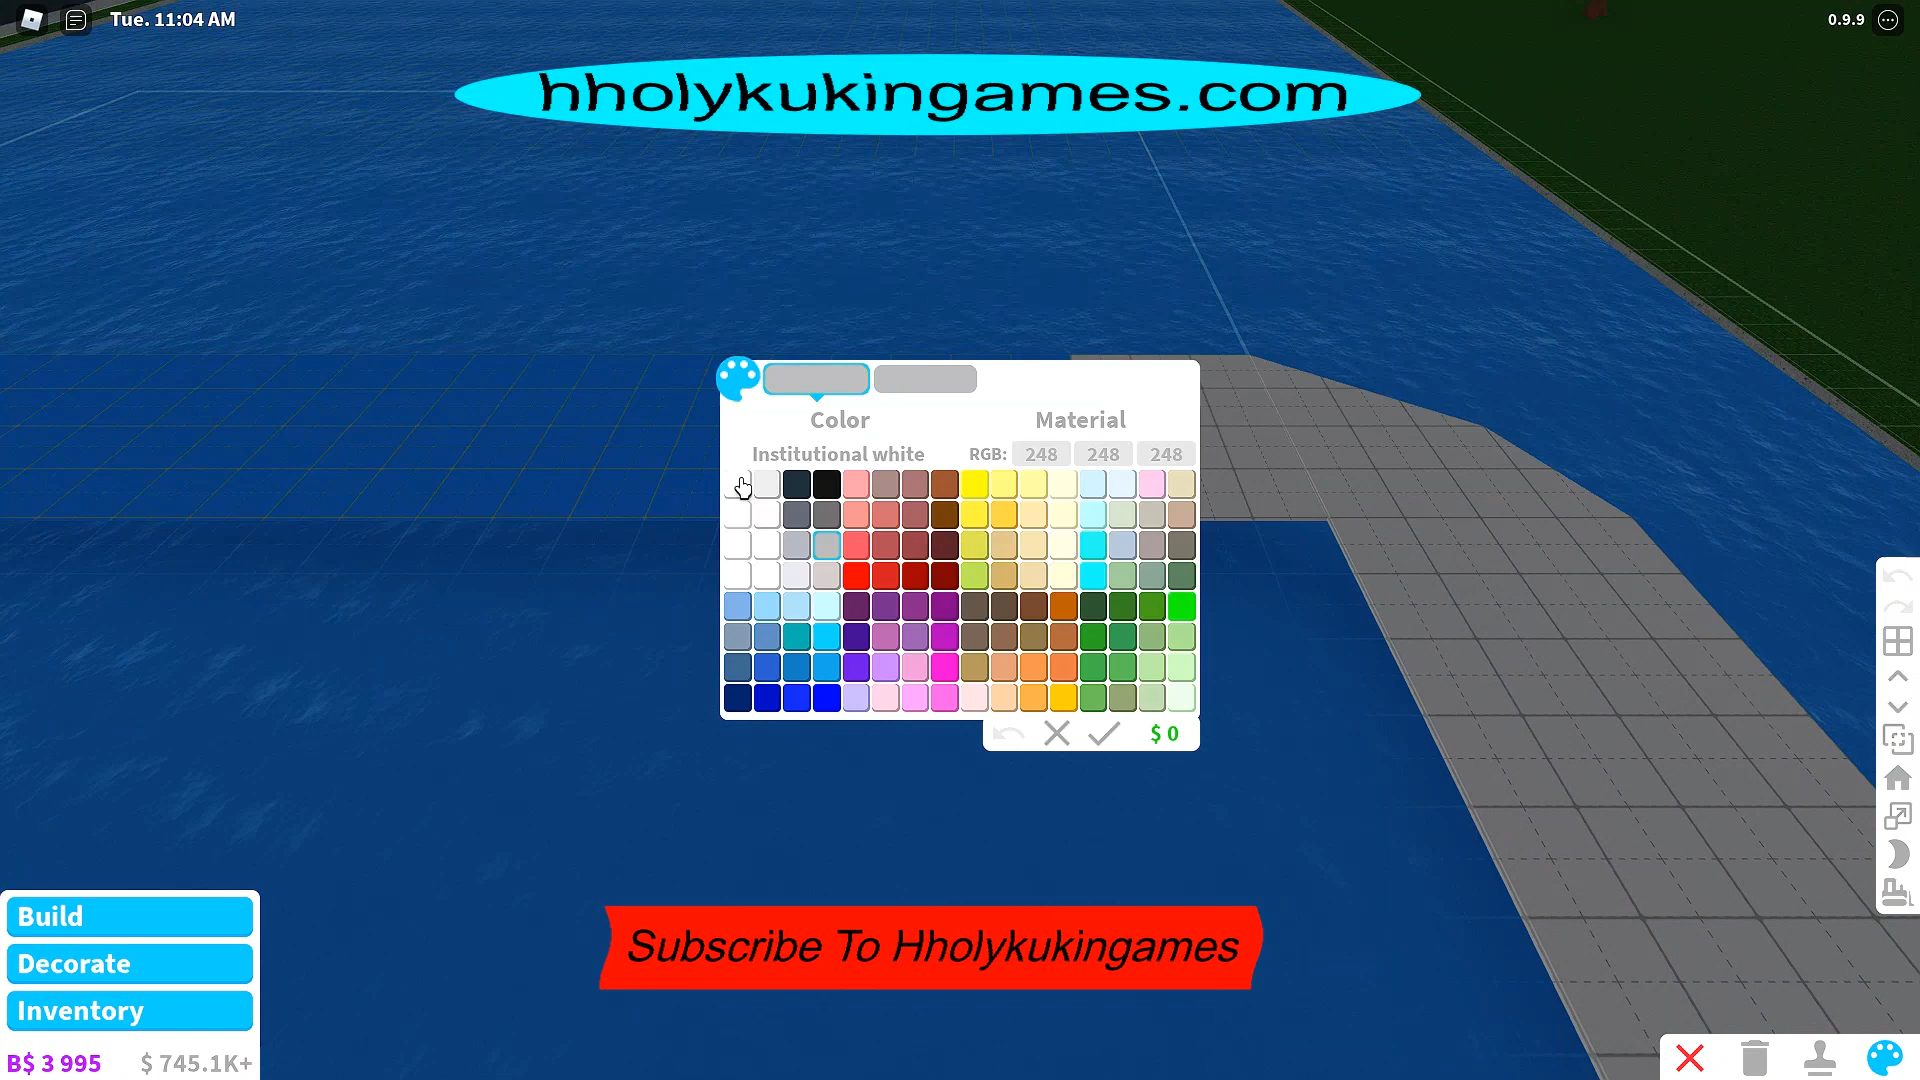 Tue. 11:04 AM
0.9.9
hholykukingames.com
Color
Material
Institutional white
RGB: 248 248 248
$ 0
Build
Decorate
Inventory
B$ 3 995
$ 745.1K+
Subscribe To Hholykukingames